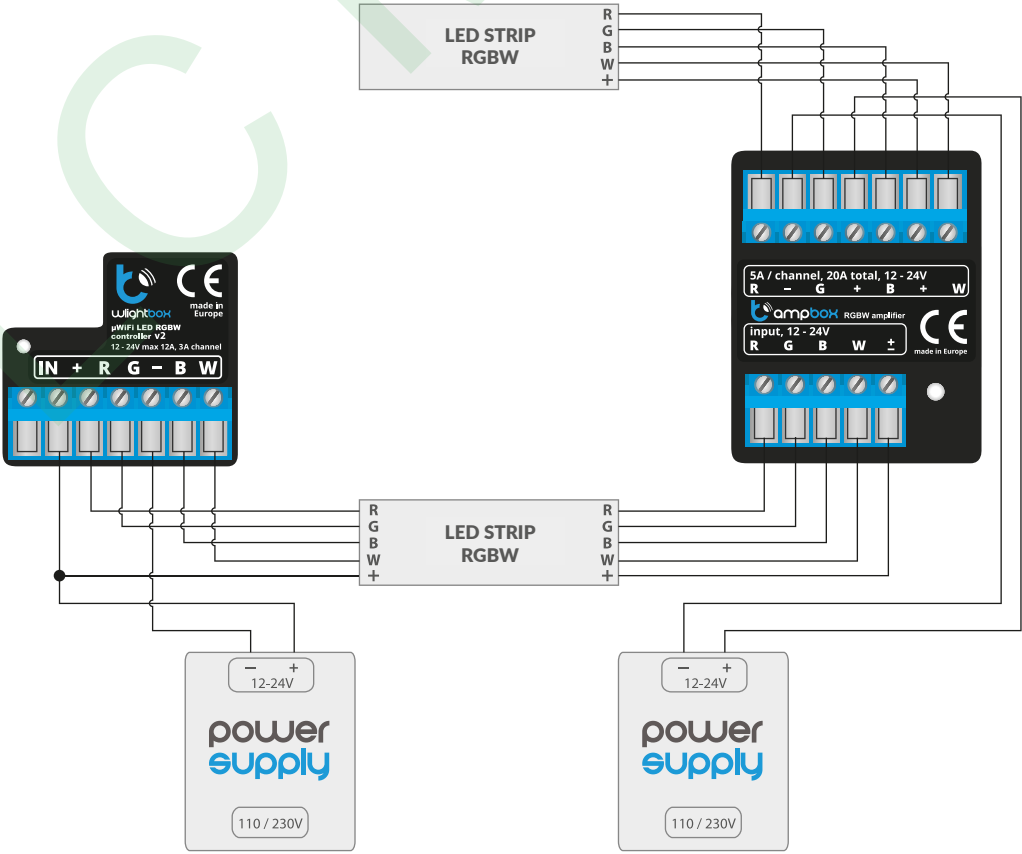 LED STRIP
RGBW
R
G
B
W
+
5A / channel, 20A total, 12 - 24V
R – G + B + W
ampbox RGBW amplifier
input, 12 - 24V
R G B W ±
CE
made in Europe
CE
made in
Europe
wlightbox
µWiFi LED RGBW
controller v2
12 - 24V max 12A, 3A channel
IN + R G – B W
R
G
B
W
+
LED STRIP
RGBW
R
G
B
W
+
– +
12-24V
power
supply
110 / 230V
– +
12-24V
power
supply
110 / 230V